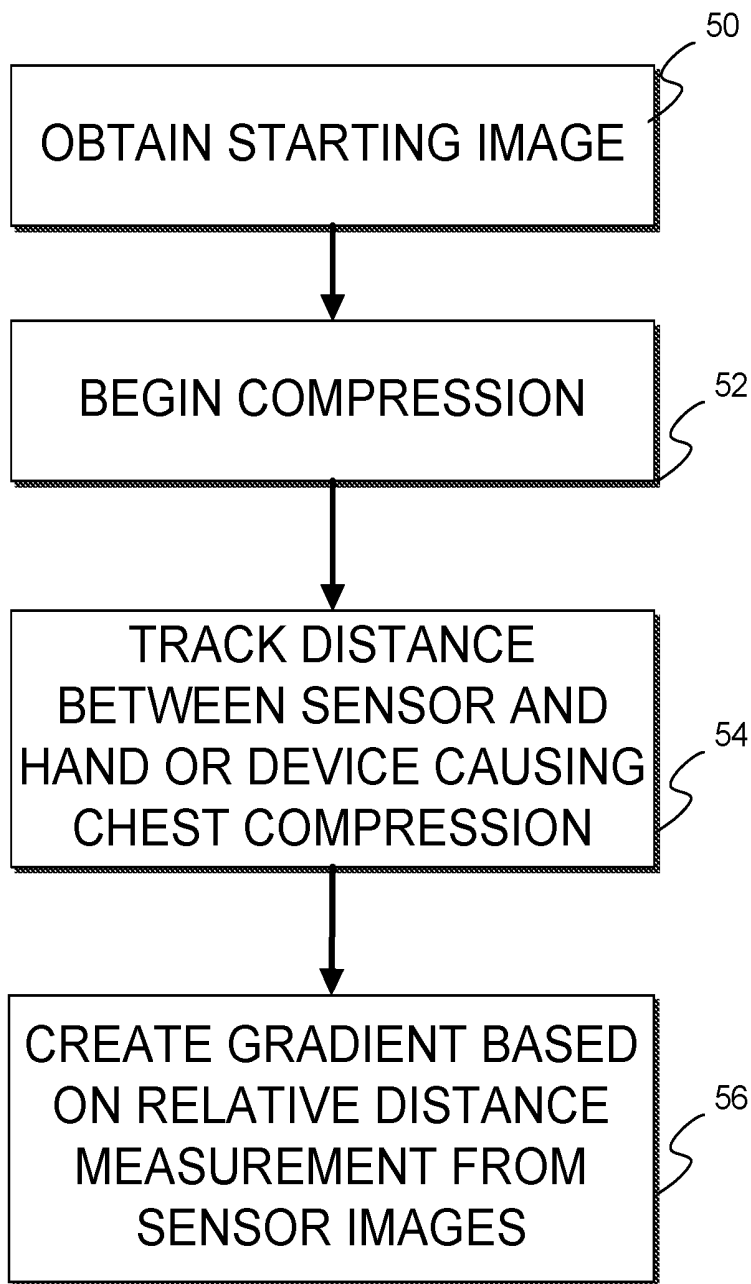 50
OBTAIN STARTING IMAGE
BEGIN COMPRESSION
52
TRACK DISTANCE
BETWEEN SENSOR AND
HAND OR DEVICE CAUSING
CHEST COMPRESSION
54
CREATE GRADIENT BASED
ON RELATIVE DISTANCE
MEASUREMENT FROM
SENSOR IMAGES
56